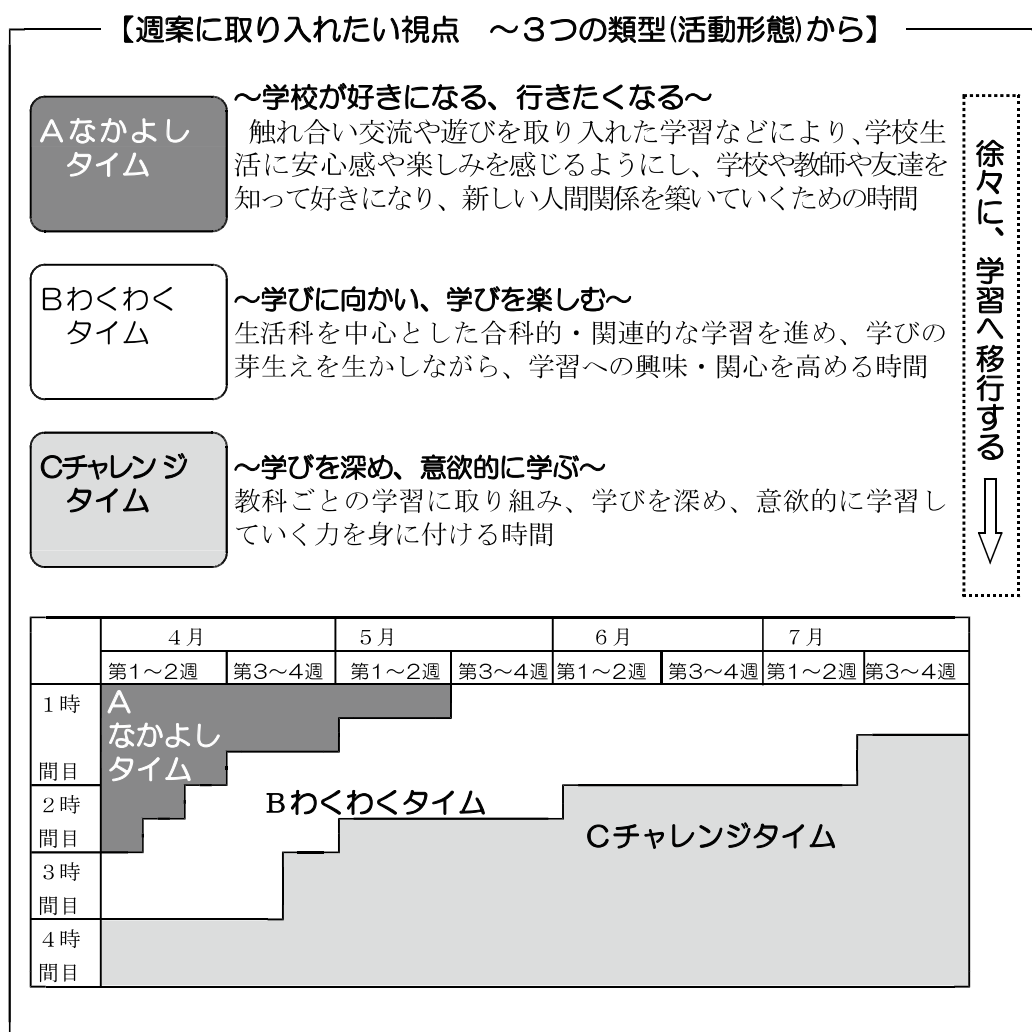 【週案に取り入れたい視点　～３つの類型(活動形態)から】
Ａなかよし
タイム
～学校が好きになる、行きたくなる～
触れ合い交流や遊びを取り入れた学習などにより、学校生
活に安心感や楽しみを感じるようにし、学校や教師や友達を
知って好きになり、新しい人間関係を築いていくための時間
Ｂわくわく
タイム
～学びに向かい、学びを楽しむ～
生活科を中心とした合科的・関連的な学習を進め、学びの
芽生えを生かしながら、学習への興味・関心を高める時間
Ｃチャレンジ
タイム
～学びを深め、意欲的に学ぶ～
教科ごとの学習に取り組み、学びを深め、意欲的に学習し
ていく力を身に付ける時間
徐々に、学習へ移行する
４月 ５月 ６月 ７月
第１～２週 第３～４週 第１～２週 第３～４週 第１～２週 第３～４週 第１～２週 第３～４週
１時
間目
２時
間目
３時
間目
４時
間目
Ａ
なかよし
タイム
Ｂわくわくタイム
Ｃチャレンジタイム